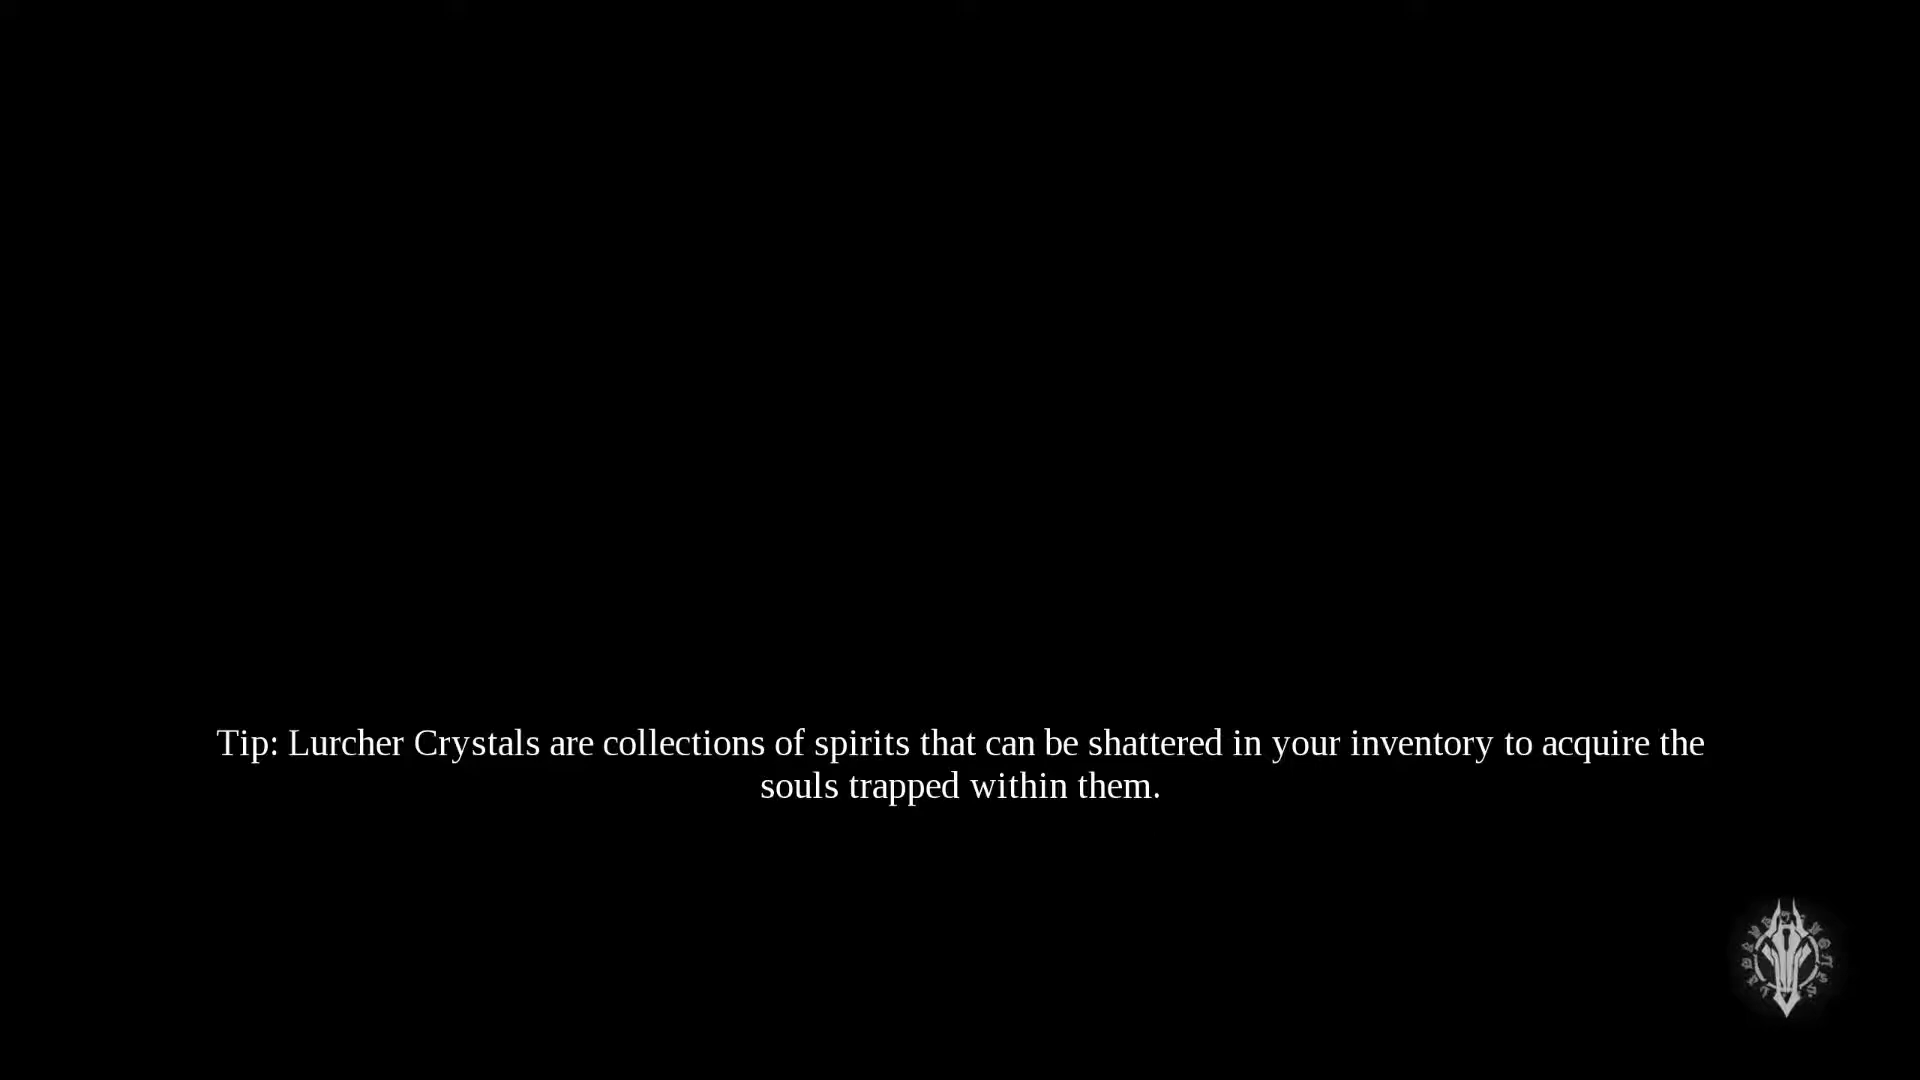 Tip: Lurcher Crystals are collections of spirits that can be shattered in your inventory to acquire the
souls trapped within them.